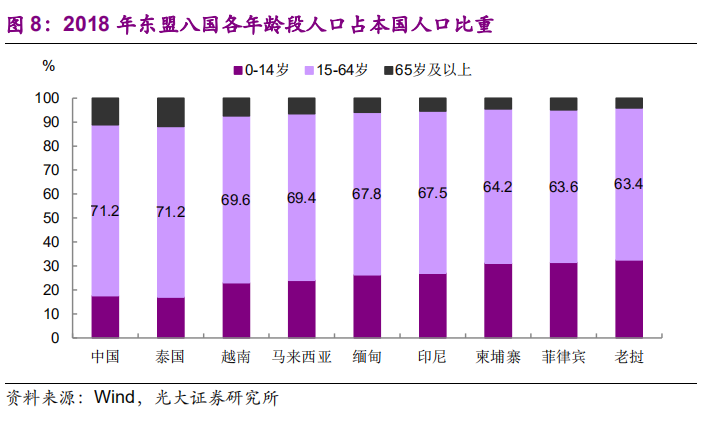 图 8：2018 年东盟八国各年龄段人口占本国人口比重
%
0-14岁 15-64岁 65岁及以上
100
90
80
70
60
50
40
30
20
10
0
71.2 71.2 69.6 69.4 67.8 67.5 64.2 63.6 63.4
中国 泰国 越南 马来西亚 缅甸 印尼 柬埔寨 菲律宾 老挝
资料来源：Wind，光大证券研究所